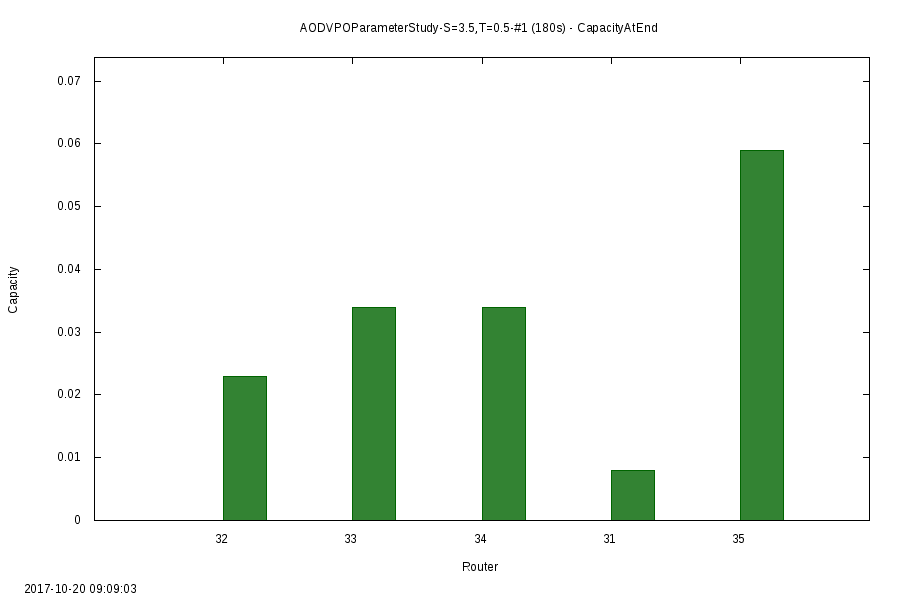 AODVPOParameterStudy-S=3.5,T=0.5-#1 (180s) - CapacityAtEnd
0.07
0.06
0.05
0.04
0.03
0.02
0.01
0
Capacity
32 33 34 31 35
Router
2017-10-20 09:09:03